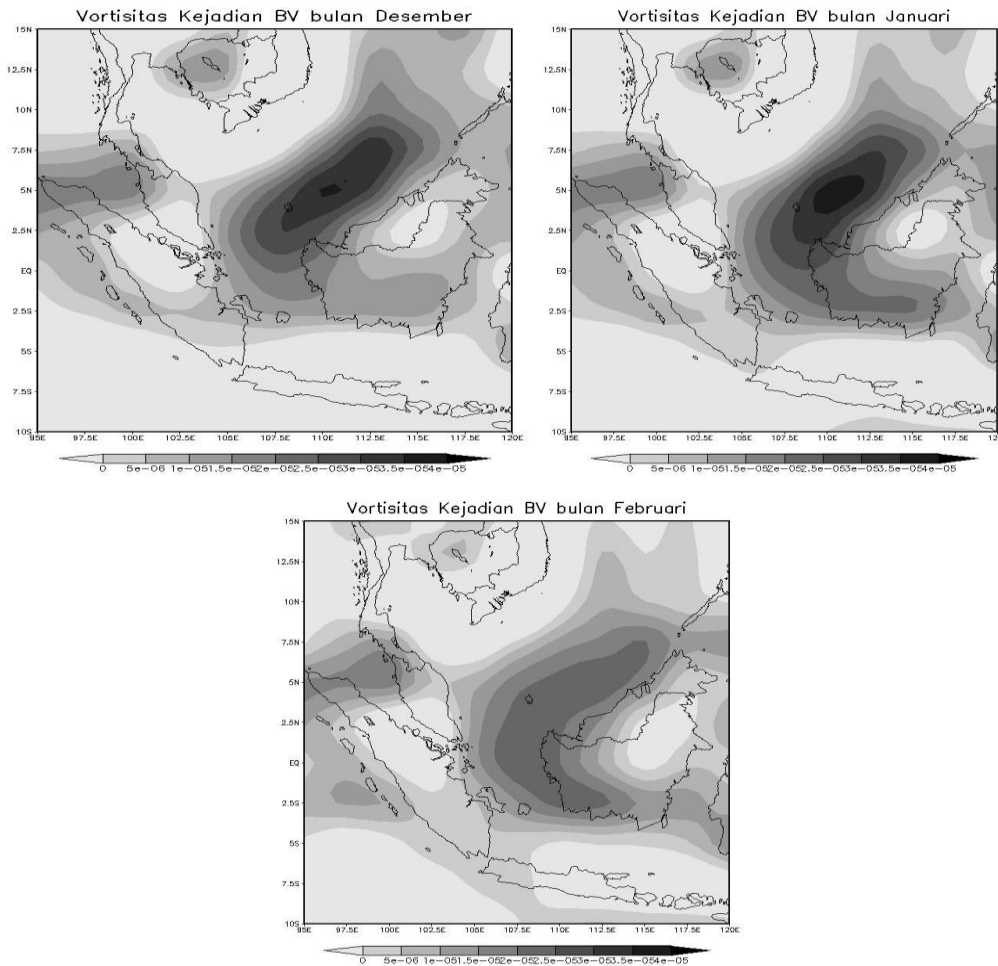 Vortisitas Kejadian BV bulan Desember
15N
12.5N
10N
7.5N
5N
2.5N
EQ
2.5S
5S
7.5S
10S
95E 97.5E 100E 102.5E 105E 107.5E 110E 112.5E 115E 117.5E 120E
0 5e-06 1e-051.5e-052e-052.5e-053e-053.5e-054e-05
Vortisitas Kejadian BV bulan Januari
15N
12.5N
10N
7.5N
5N
2.5N
EQ
2.5S
5S
7.5S
10S
95E 97.5E 100E 102.5E 105E 107.5E 110E 112.5E 115E 117.5E
0 5e-06 1e-051.5e-052e-052.5e-053e-053.5e-054e-05
Vortisitas Kejadian BV bulan Februari
15N
12.5N
10N
7.5N
5N
2.5N
EQ
2.5S
5S
7.5S
10S
95E 97.5E 100E 102.5E 105E 107.5E 110E 112.5E 115E 117.5E 120E
0 5e-06 1e-051.5e-052e-052.5e-053e-053.5e-054e-05